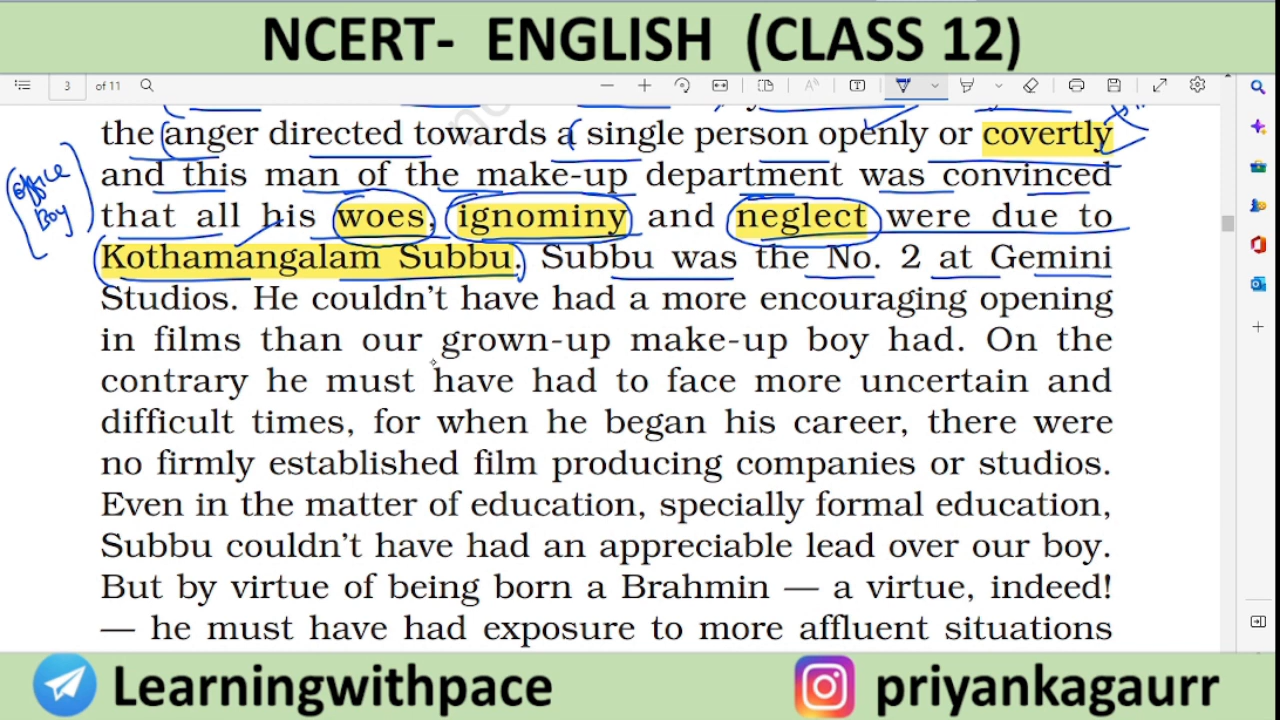 NCERT- ENGLISH (CLASS 12)
3 of 11
the anger directed towards a single person openly or covertly
and this man of the make-up department was convinced
that all his woes, ignominy and neglect were due to
Kothamangalam Subbu. Subbu was the No. 2 at Gemini
Studios. He couldn't have had a more encouraging opening
in films than our grown-up make-up boy had. On the
contrary he must have had to face more uncertain and
difficult times, for when he began his career, there were
no firmly established film producing companies or studios.
Even in the matter of education, specially formal education,
Subbu couldn't have had an appreciable lead over our boy.
But by virtue of being born a Brahmin — a virtue, indeed!
— he must have had exposure to more affluent situations
office
Boy
Learningwithpace
priyankagaurr